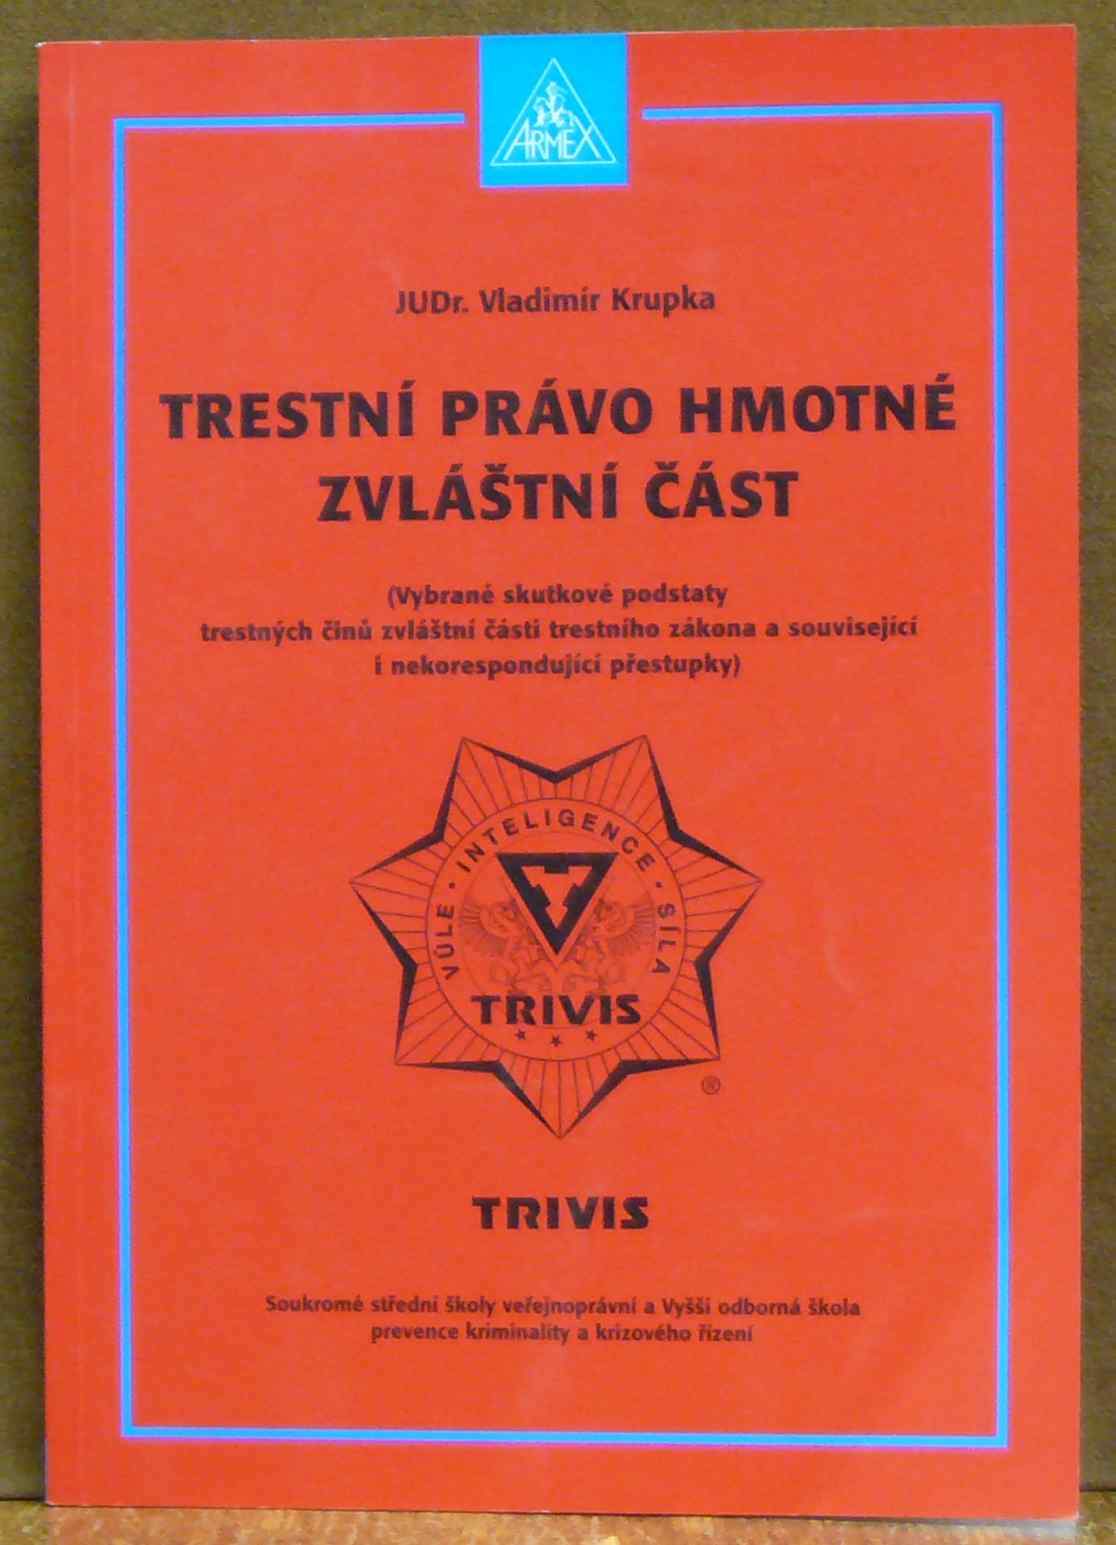 ARMEX
JUDr. Vladimír Krupka
TRESTNÍ PRÁVO HMOTNÉ
ZVLÁŠTNÍ ČÁST
(Vybrané skutkové podstaty
trestných činů zvláštní části trestního zákona a související
i nekorespondující přestupky)
VŮLE · INTELIGENCE · SÍLA
TRIVIS
®
TRIVIS
Soukromé střední školy veřejnoprávní a Vyšší odborná škola
prevence kriminality a krizového řízení